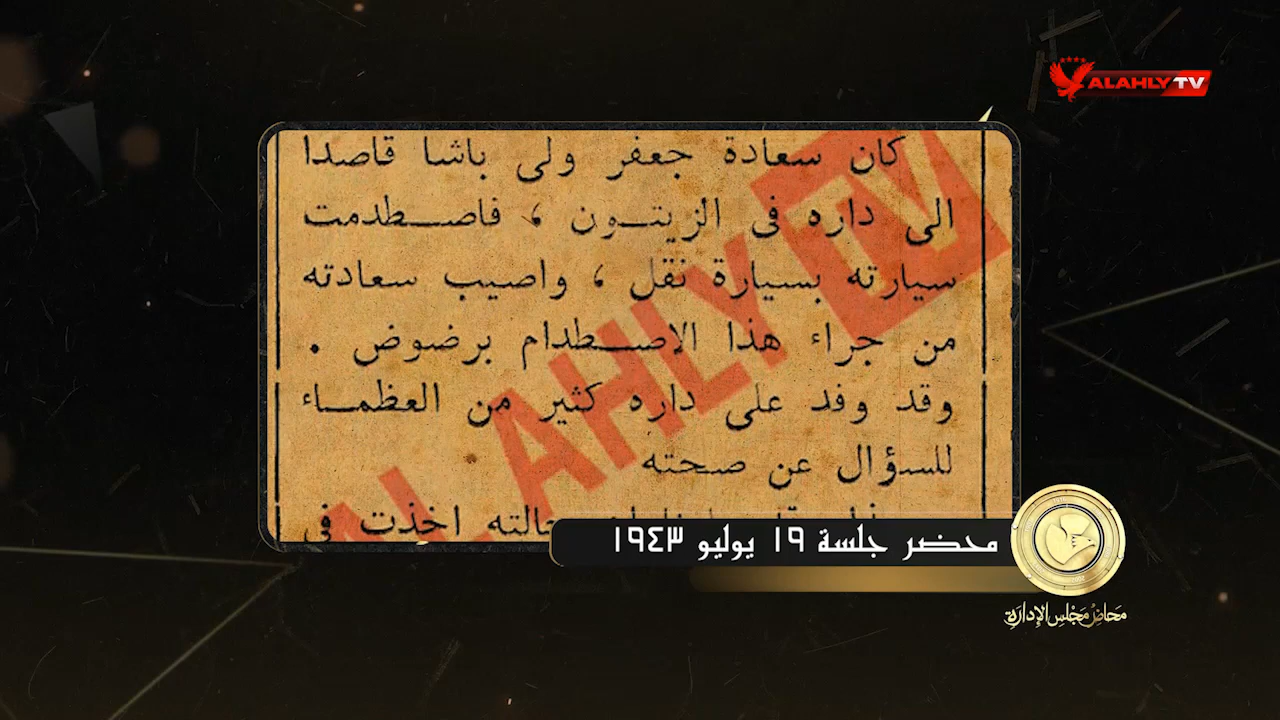 ALAHLY TV
كان سعادة جعفر ولى باشا قاصدا
الى داره فى الزيتون ، فاصطدمت
سيارته بسيارة نقل ، واصيب سعادته
من جراء هذا الاصطدام برضوض .
وقد وفد على داره كثير من العظماء
للسؤال عن صحته
حالته اخذت فى
AL AHLY TV
محضر جلسة ١٩ يوليو ١٩٤٣
محاضر مجلس الإدارة